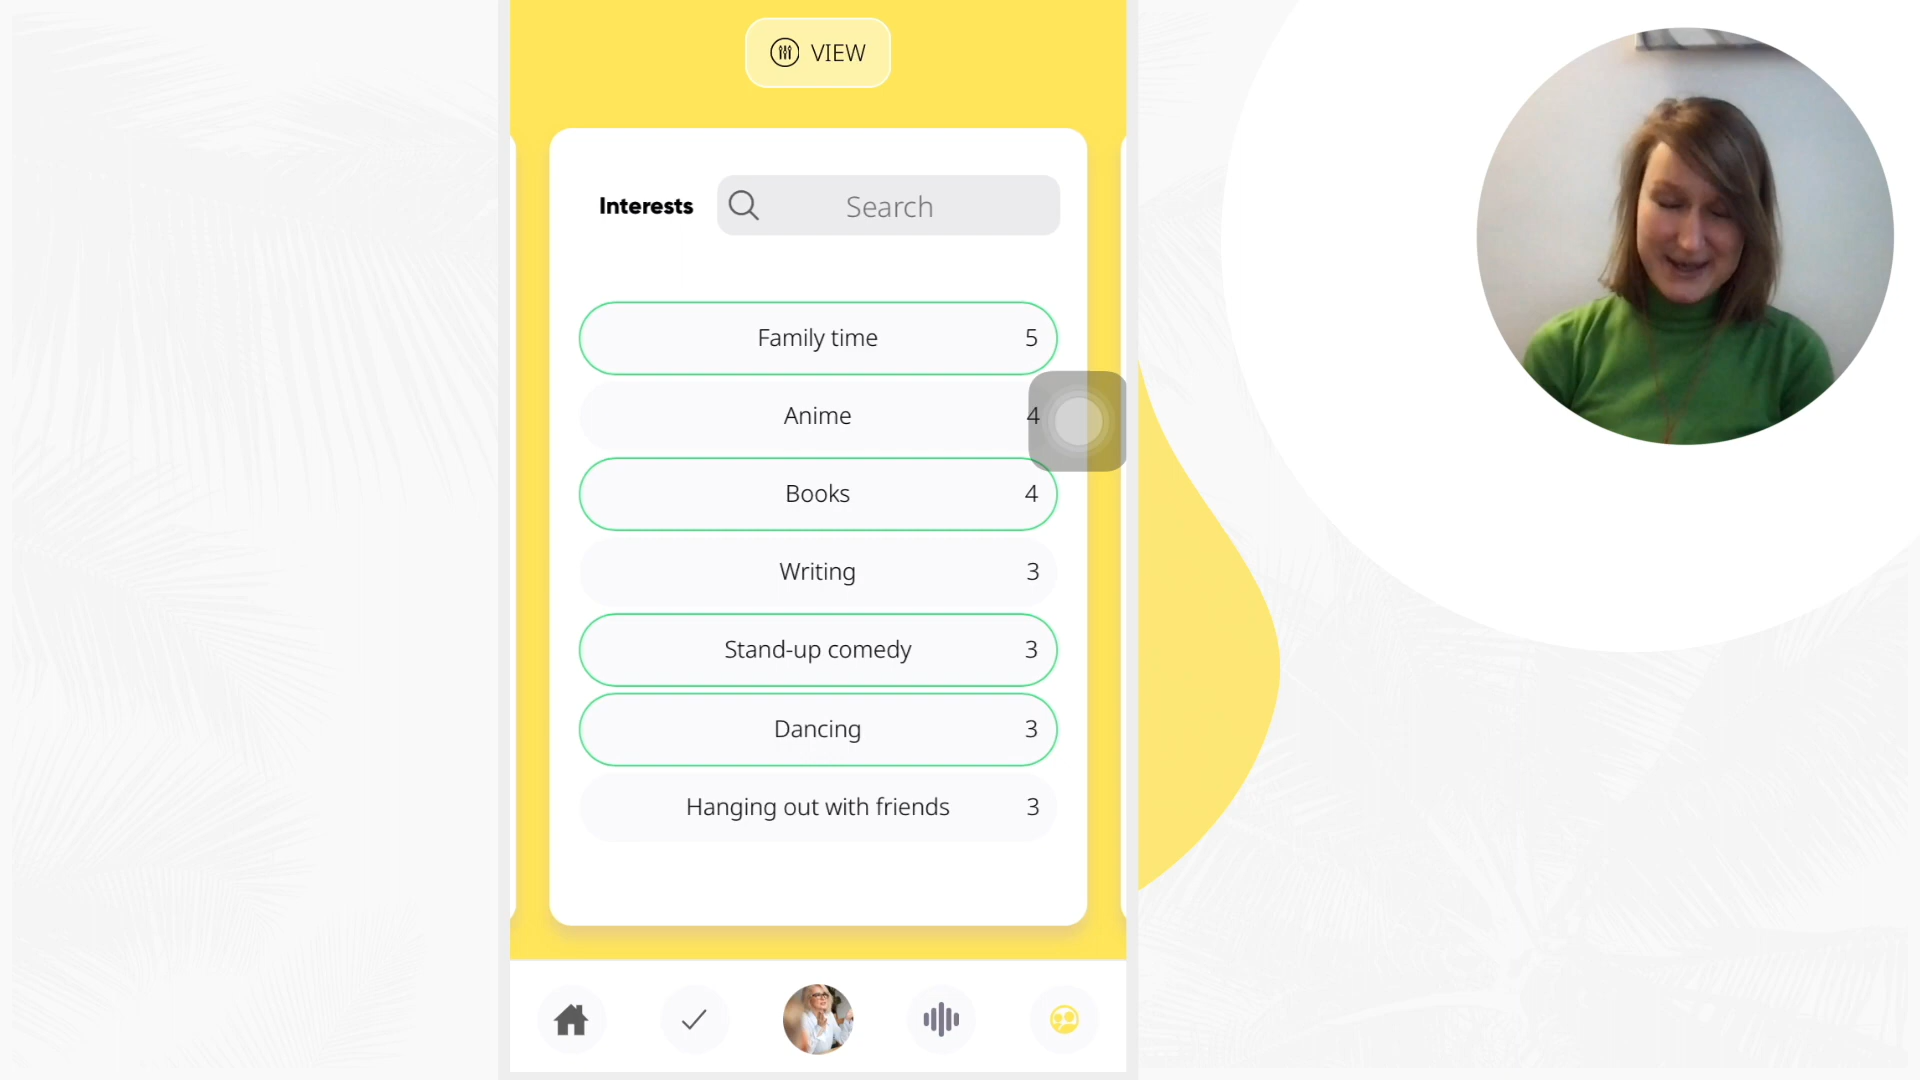 VIEW
Interests
Search
Family time 5
Anime 4
Books 4
Writing 3
Stand-up comedy 3
Dancing 3
Hanging out with friends 3